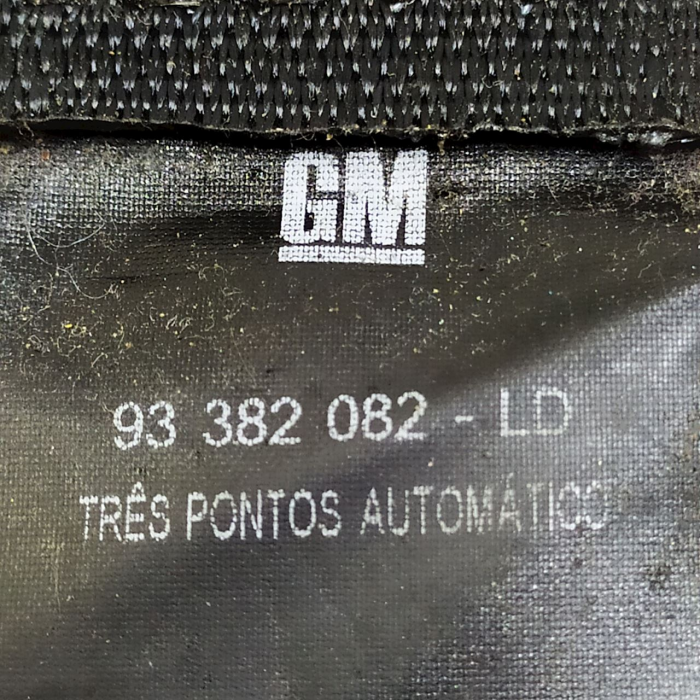 GM
93 382 082 - LD
TRÊS PONTOS AUTOMÁTICO